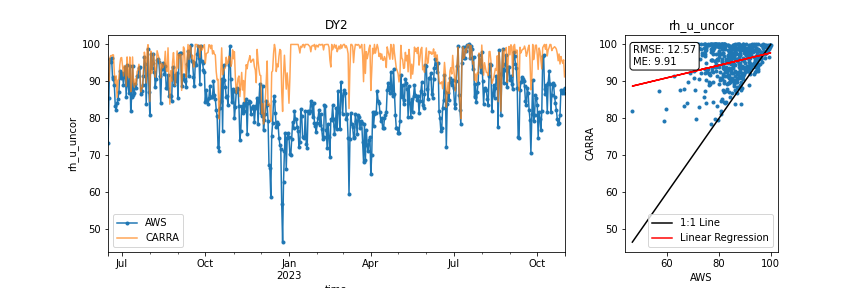 DY2
rh_u_uncor
100
90
80
70
60
50
rh_u_uncor
AWS
CARRA
Jul
Oct
Jan
2023
Apr
Jul
Oct
time
rh_u_uncor
100
90
80
70
60
50
CARRA
RMSE: 12.57
ME: 9.91
1:1 Line
Linear Regression
60
80
100
AWS